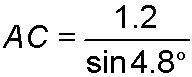 AC = 1.2 / sin 4.8°